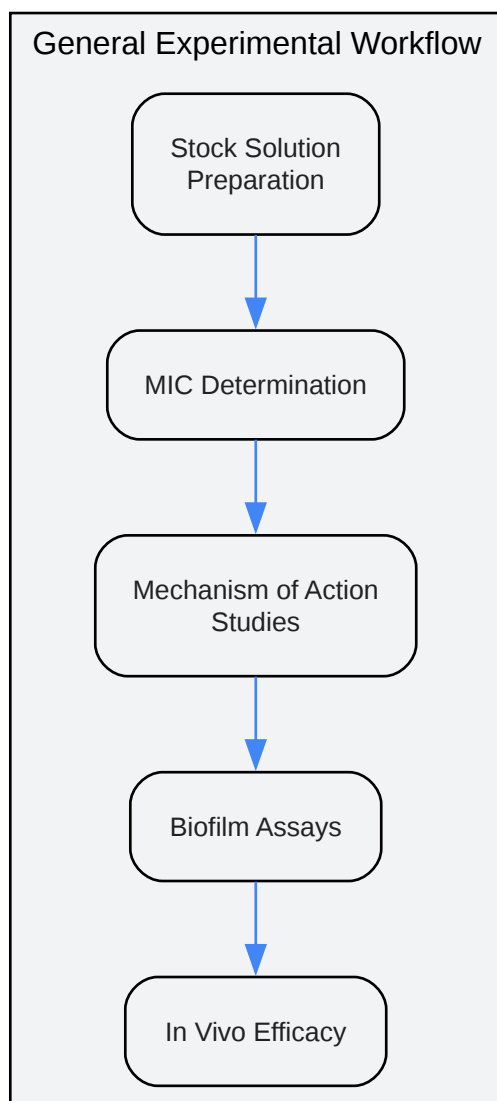 General Experimental Workflow
Stock Solution
Preparation
MIC Determination
Mechanism of Action
Studies
Biofilm Assays
In Vivo Efficacy